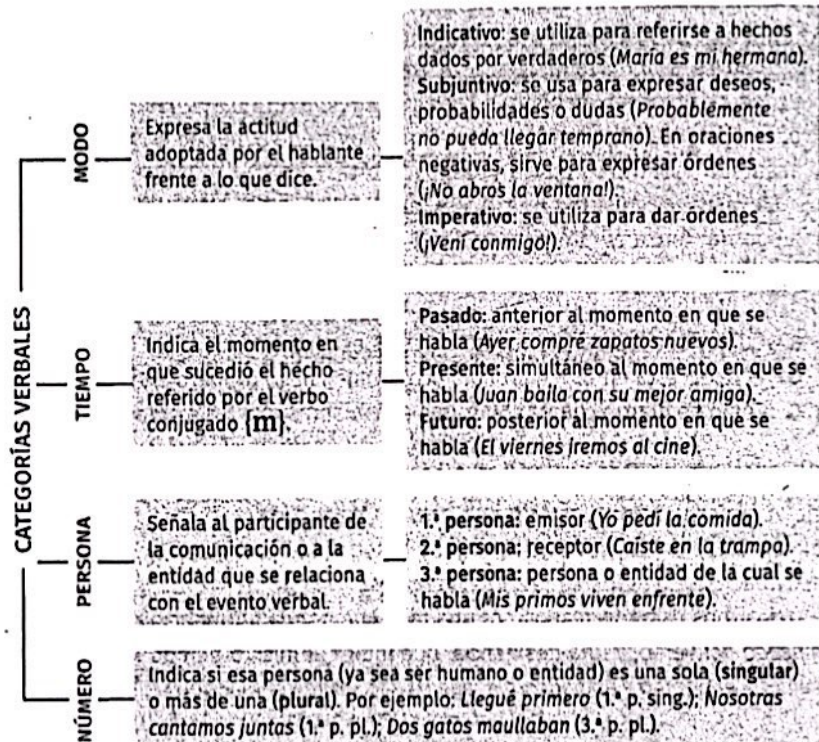 CATEGORÍAS VERBALES
MODO
Expresa la actitud
adoptada por el hablante
frente a lo que dice.
Indicativo: se utiliza para referirse a hechos
dados por verdaderos (María es mi hermana).
Subjuntivo: se usa para expresar deseos,
probabilidades o dudas (Probablemente
no pueda llegar temprano). En oraciones
negativas, sirve para expresar órdenes
(¡No abras la ventana!).
Imperativo: se utiliza para dar órdenes
(¡Vení conmigo!).
TIEMPO
Indica el momento en
que sucedió el hecho
referido por el verbo
conjugado {m}.
Pasado: anterior al momento en que se
habla (Ayer compré zapatos nuevos).
Presente: simultáneo al momento en que se
habla (Juan baila con su mejor amiga).
Futuro: posterior al momento en que se
habla (El viernes iremos al cine).
PERSONA
Señala al participante de
la comunicación o a la
entidad que se relaciona
con el evento verbal.
1.ª persona: emisor (Yo pedí la comida).
2.ª persona: receptor (Caíste en la trampa).
3.ª persona: persona o entidad de la cual se
habla (Mis primos viven enfrente).
NÚMERO
Indica si esa persona (ya sea ser humano o entidad) es una sola (singular)
o más de una (plural). Por ejemplo: Llegué primero (1.ª p. sing.); Nosotras
cantamos juntas (1.ª p. pl.); Dos gatos maullaban (3.ª p. pl.).